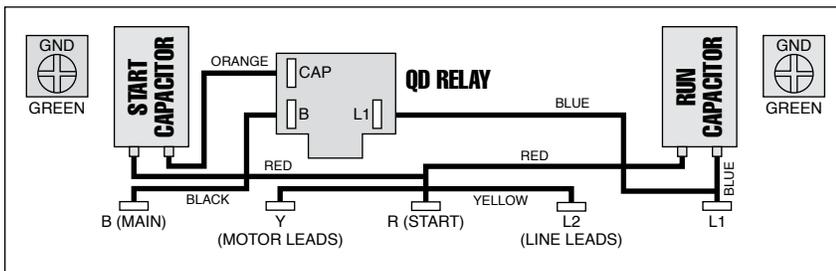 GND
GREEN
START
CAPACITOR
ORANGE
CAP
B
L1
QD RELAY
BLUE
RUN
CAPACITOR
GND
GREEN
RED
RED
BLUE
BLACK
YELLOW
B (MAIN)
Y
R (START)
L2
L1
(MOTOR LEADS)
(LINE LEADS)